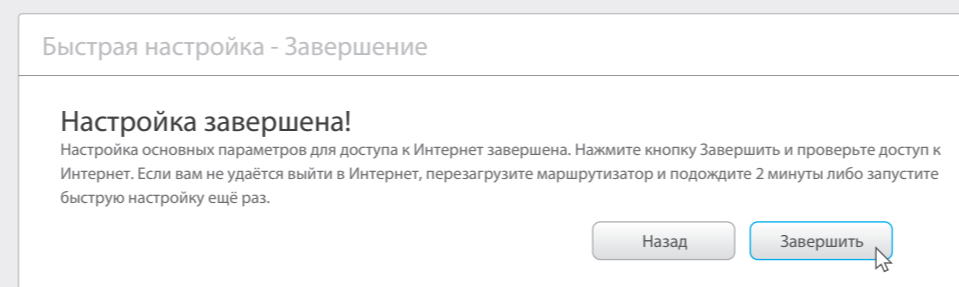 Быстрая настройка - Завершение
Настройка завершена!
Настройка основных параметров для доступа к Интернет завершена. Нажмите кнопку Завершить и проверьте доступ к
Интернет. Если вам не удаётся выйти в Интернет, перезагрузите маршрутизатор и подождите 2 минуты либо запустите
быструю настройку ещё раз.
Назад
Завершить